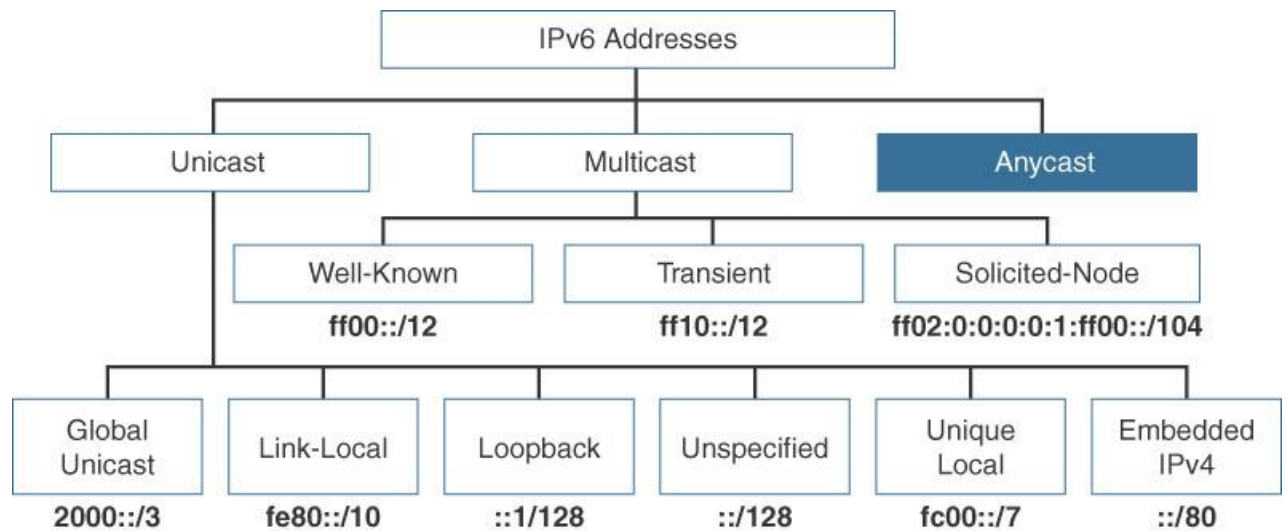 IPv6 Addresses
Unicast
Multicast
Anycast
Well-Known
Transient
Solicited-Node
ff00::/12
ff10::/12
ff02:0:0:0:0:1:ff00::/104
Global
Unicast
Link-Local
Loopback
Unspecified
Unique
Local
Embedded
IPv4
2000::/3
fe80::/10
::1/128
::/128
fc00::/7
::/80